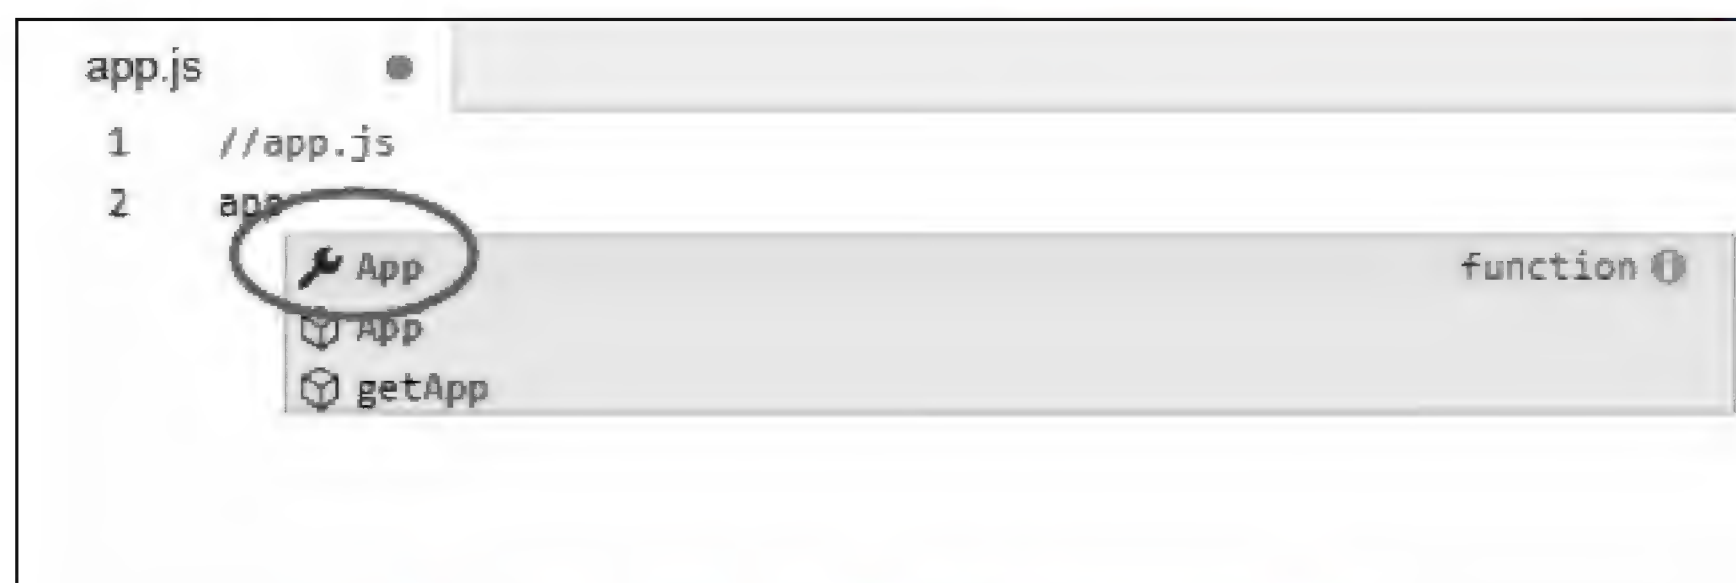 app.js
1 //app.js
2 app
App function
App
getApp